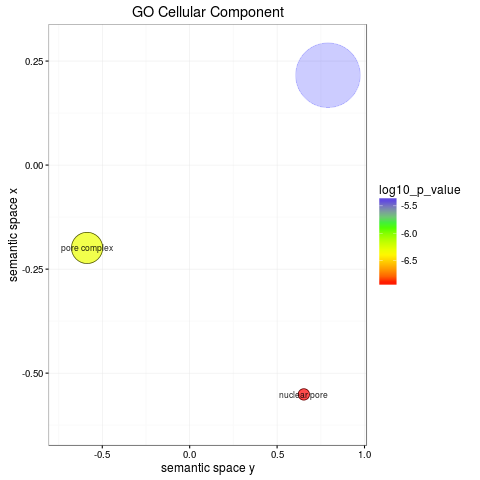 GO Cellular Component
0.25
0.00
-0.25
-0.50
semantic space x
pore complex
nuclear pore
-0.5
0.0
0.5
1.0
semantic space y
log10_p_value
-5.5
-6.0
-6.5